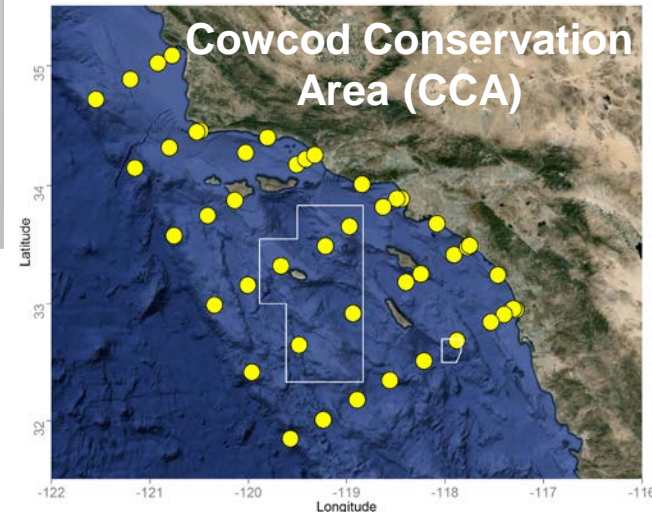 Cowcod Conservation
Area (CCA)
35
34
33
32
Latitude
-122
-121
-120
-119
-118
-117
-116
Longitude